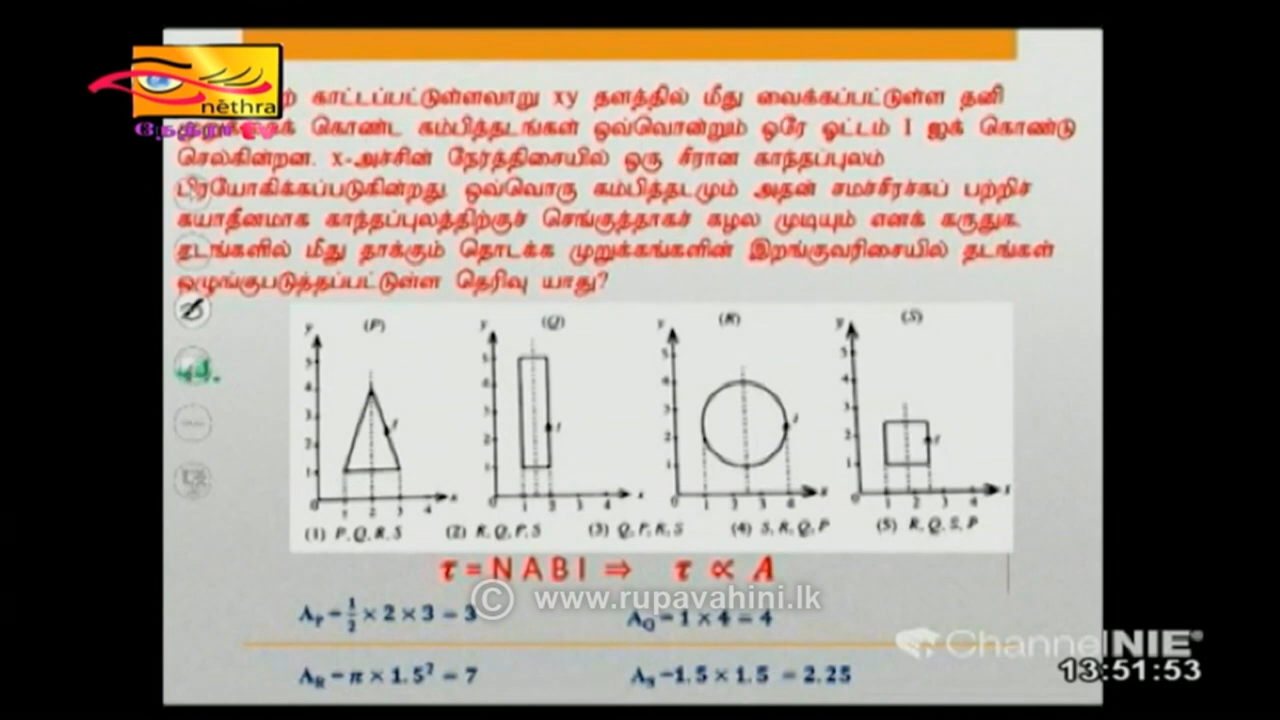 nethra
காட்டப்பட்டுள்ளவாறு xy தளத்தில் மீது வைக்கப்பட்டுள்ள தனி
கொண்ட கம்பித்தடங்கள் ஒவ்வொன்றும் ஒரே ஓட்டம் I ஐக் கொண்டு
செல்கின்றன. x-அச்சின் நேர்த்திசையில் ஒரு சீரான காந்தப்புலம்
பிரயோகிக்கப்படுகின்றது. ஒவ்வொரு கம்பித்தடமும் அதன் சமச்சீரச்சுப் பற்றிச்
சுயாதீனமாக காந்தப்புலத்திற்குச் செங்குத்தாகச் சுழல முடியும் எனக் கருதுக.
தடங்களில் மீது தாக்கும் தொடக்க முறுக்கங்களின் இறங்குவரிசையில் தடங்கள்
ஒழுங்குபடுத்தப்பட்டுள்ள தெரிவு யாது?
44.
(P) (Q) (R) (S)
(1) P, Q, R, S (2) R, Q, P, S (3) Q, P, R, S (4) S, R, Q, P (5) R, Q, S, P
τ = N A B I ⇒ τ ∝ A
© www.rupavahini.lk
A_P = 1/2 × 2 × 3 = 3 A_Q = 1 × 4 = 4
Channel NIE
A_R = π × 1.5² = 7 A_S = 1.5 × 1.5 = 2.25
13:51:53